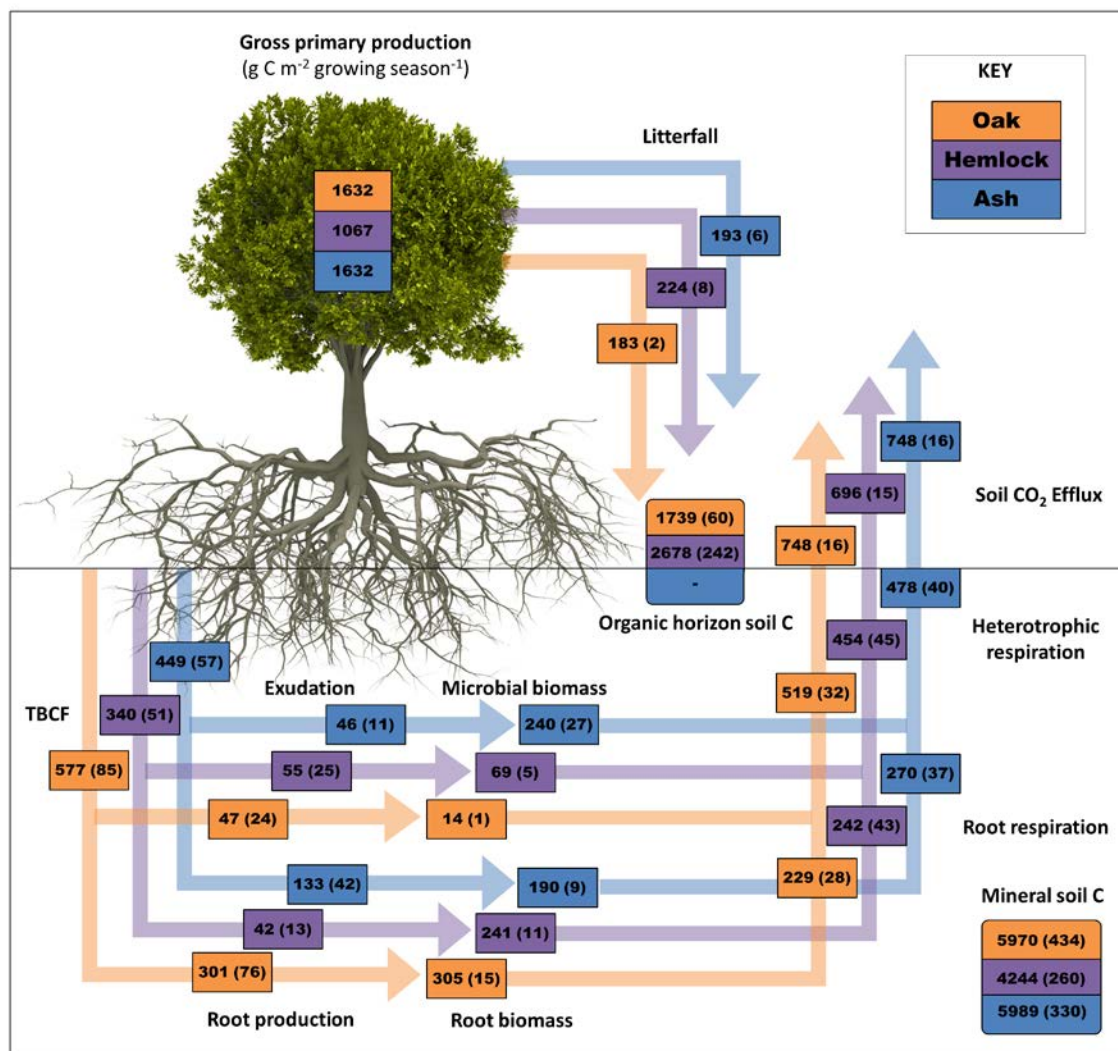 Gross primary production
(g C m⁻² growing season⁻¹)
KEY
Oak
Hemlock
Ash
Litterfall
1632
1067
1632
193 (6)
224 (8)
183 (2)
748 (16)
696 (15)
748 (16)
Soil CO₂ Efflux
1739 (60)
2678 (242)
-
Organic horizon soil C
478 (40)
454 (45)
519 (32)
Heterotrophic
respiration
TBCF
449 (57)
340 (51)
577 (85)
Exudation
Microbial biomass
46 (11)
240 (27)
55 (25)
69 (5)
47 (24)
14 (1)
270 (37)
242 (43)
229 (28)
Root respiration
133 (42)
190 (9)
42 (13)
241 (11)
301 (76)
305 (15)
Root production
Root biomass
Mineral soil C
5970 (434)
4244 (260)
5989 (330)